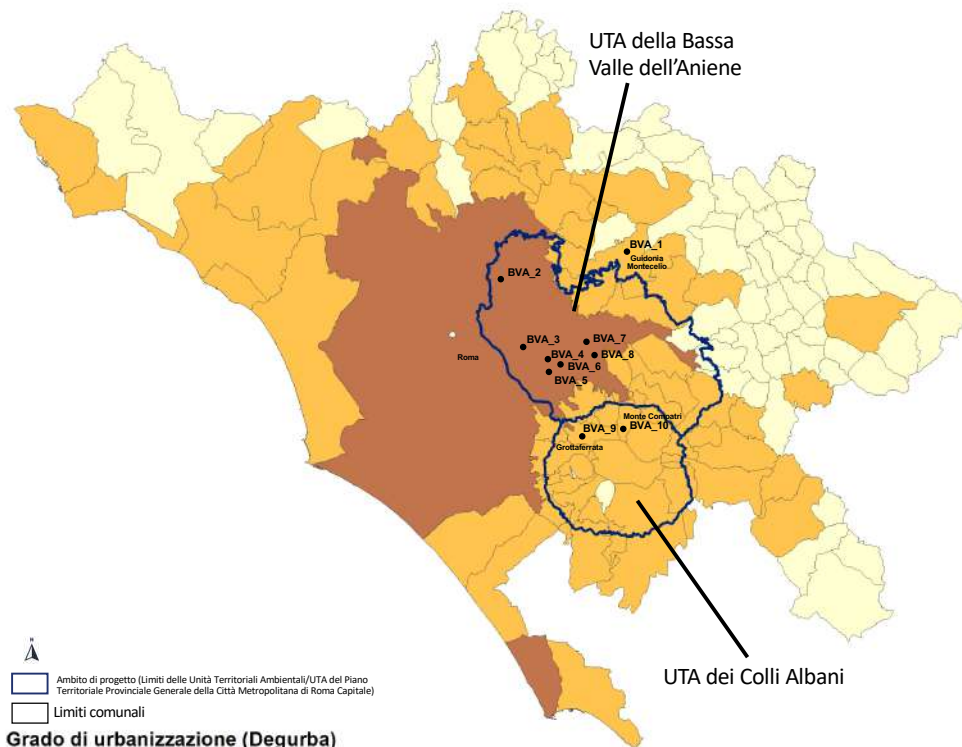 UTA della Bassa
Valle dell'Aniene
BVA_1
Guidonia
Montecelio
BVA_2
BVA_3
BVA_7
BVA_4
BVA_8
BVA_6
BVA_5
Roma
Monte Compatri
BVA_9
BVA_10
Grottaferrata
UTA dei Colli Albani
N
Ambito di progetto (Limiti delle Unità Territoriali Ambientali/UTA del Piano
Territoriale Provinciale Generale della Città Metropolitana di Roma Capitale)
Limiti comunali
Grado di urbanizzazione (Degurba)